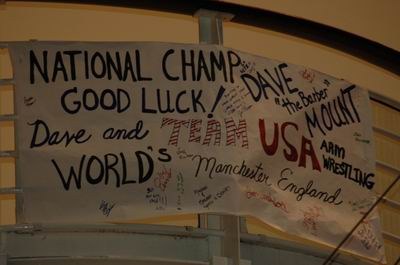 NATIONAL CHAMP DAVE
"the Barber"
MOUNT
GOOD LUCK!
Dave and TEAM USA ARM
WRESTLING
WORLD'S
Manchester, England